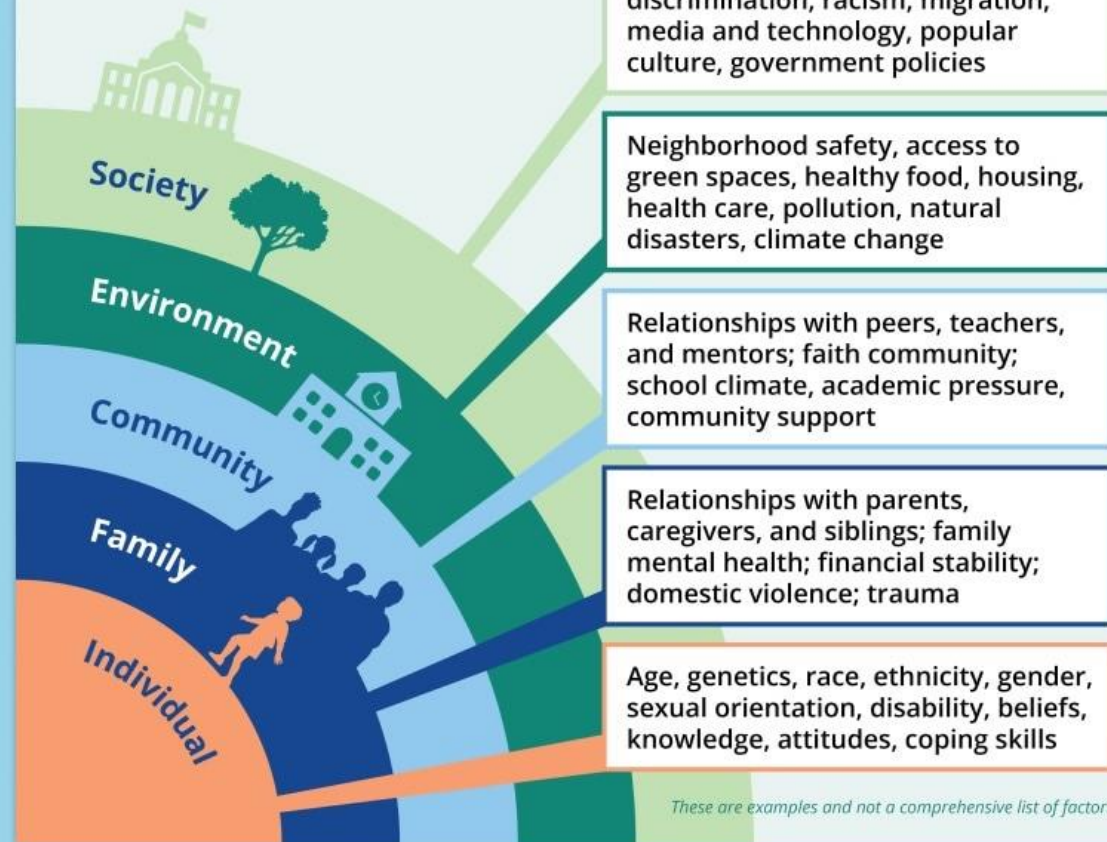 discrimination, racism, migration,
media and technology, popular
culture, government policies
Society
Neighborhood safety, access to
green spaces, healthy food, housing,
health care, pollution, natural
disasters, climate change
Environment
Relationships with peers, teachers,
and mentors; faith community;
school climate, academic pressure,
community support
Community
Relationships with parents,
caregivers, and siblings; family
mental health; financial stability;
domestic violence; trauma
Family
Age, genetics, race, ethnicity, gender,
sexual orientation, disability, beliefs,
knowledge, attitudes, coping skills
Individual
These are examples and not a comprehensive list of factor